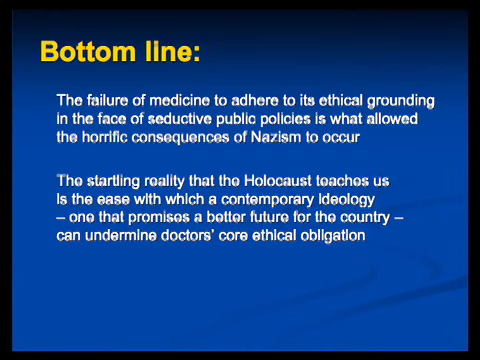 Bottom line:
The failure of medicine to adhere to its ethical grounding
in the face of seductive public policies is what allowed
the horrific consequences of Nazism to occur
The startling reality that the Holocaust teaches us
is the ease with which a contemporary ideology
– one that promises a better future for the country –
can undermine doctors' core ethical obligation